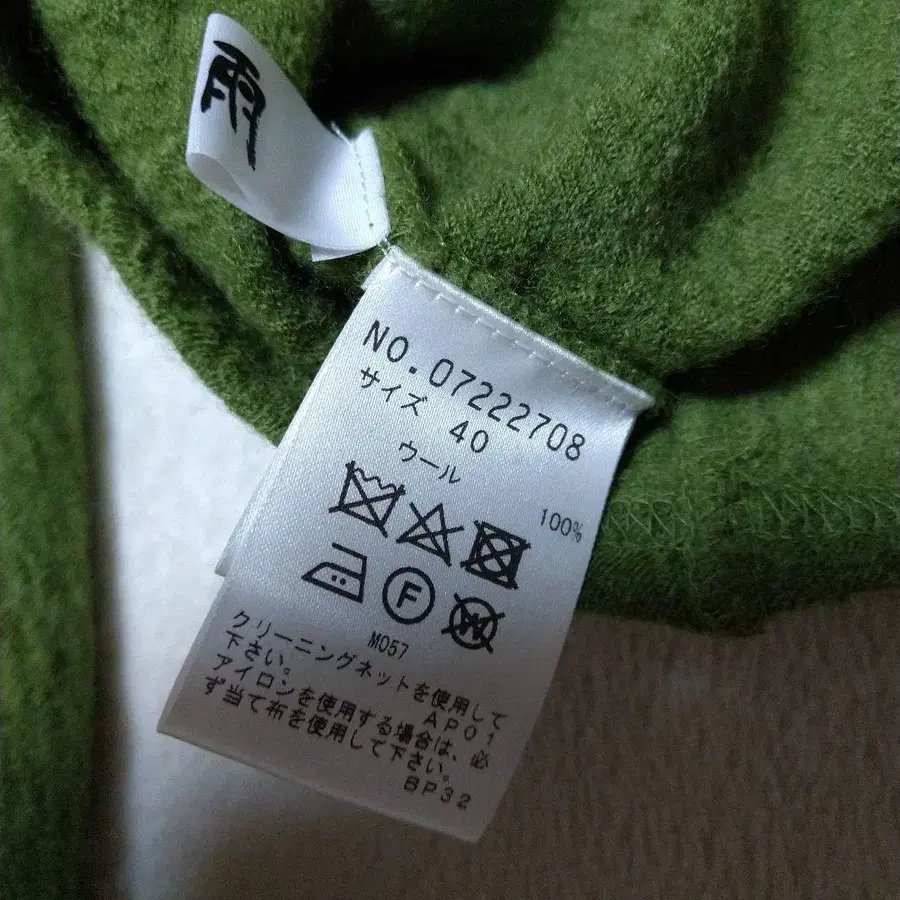 雨
NO.07222708
サイズ 40
ウール
100%
F
W
M057
クリーニングネットを使用して
下さい。
AP01
アイロンを使用する場合は、必
ず当て布を使用して下さい。
BP32